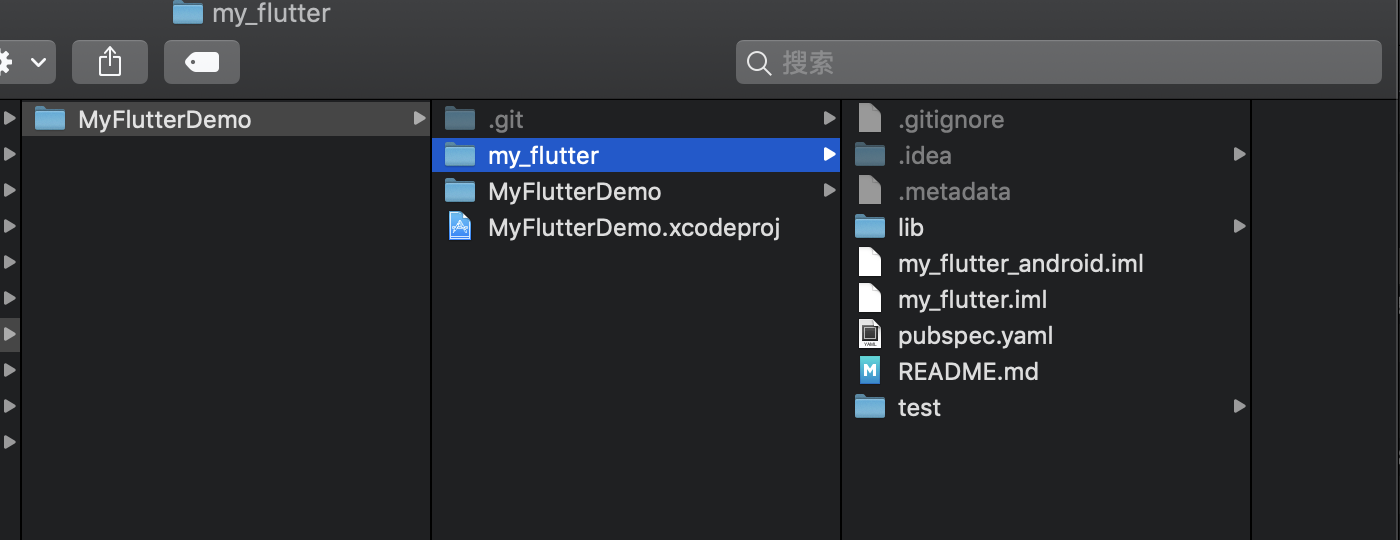 my_flutter
搜索
MyFlutterDemo
.git
my_flutter
MyFlutterDemo
MyFlutterDemo.xcodeproj
.gitignore
.idea
.metadata
lib
my_flutter_android.iml
my_flutter.iml
pubspec.yaml
YAML
README.md
M
test